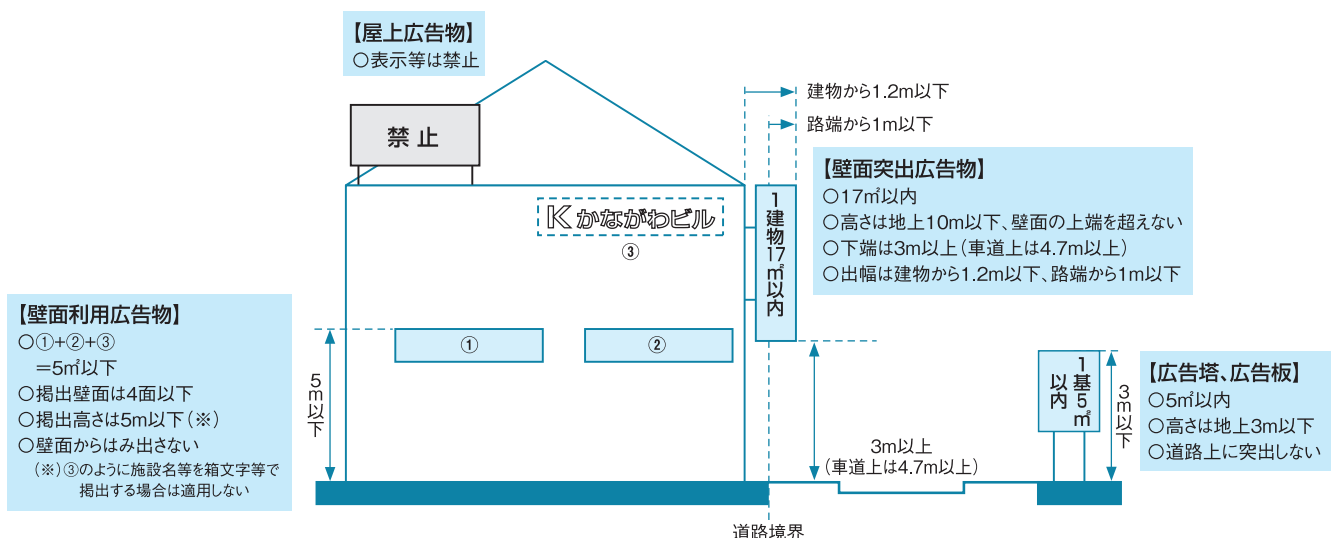 【屋上広告物】
○表示等は禁止
禁止
建物から1.2m以下
路端から1m以下
【壁面突出広告物】
○17㎡以内
○高さは地上10m以下、壁面の上端を超えない
○下端は3m以上(車道上は4.7m以上)
○出幅は建物から1.2m以下、路端から1m以下
1建物17㎡以内
K かながわビル
③
【壁面利用広告物】
○①+②+③
=5㎡以下
○掲出壁面は4面以下
○掲出高さは5m以下(※)
○壁面からはみ出さない
(※)③のように施設名等を箱文字等で
掲出する場合は適用しない
5m以下
①
②
3m以上
(車道上は4.7m以上)
1基5㎡
以内
3m以下
【広告塔、広告板】
○5㎡以内
○高さは地上3m以下
○道路上に突出しない
道路境界